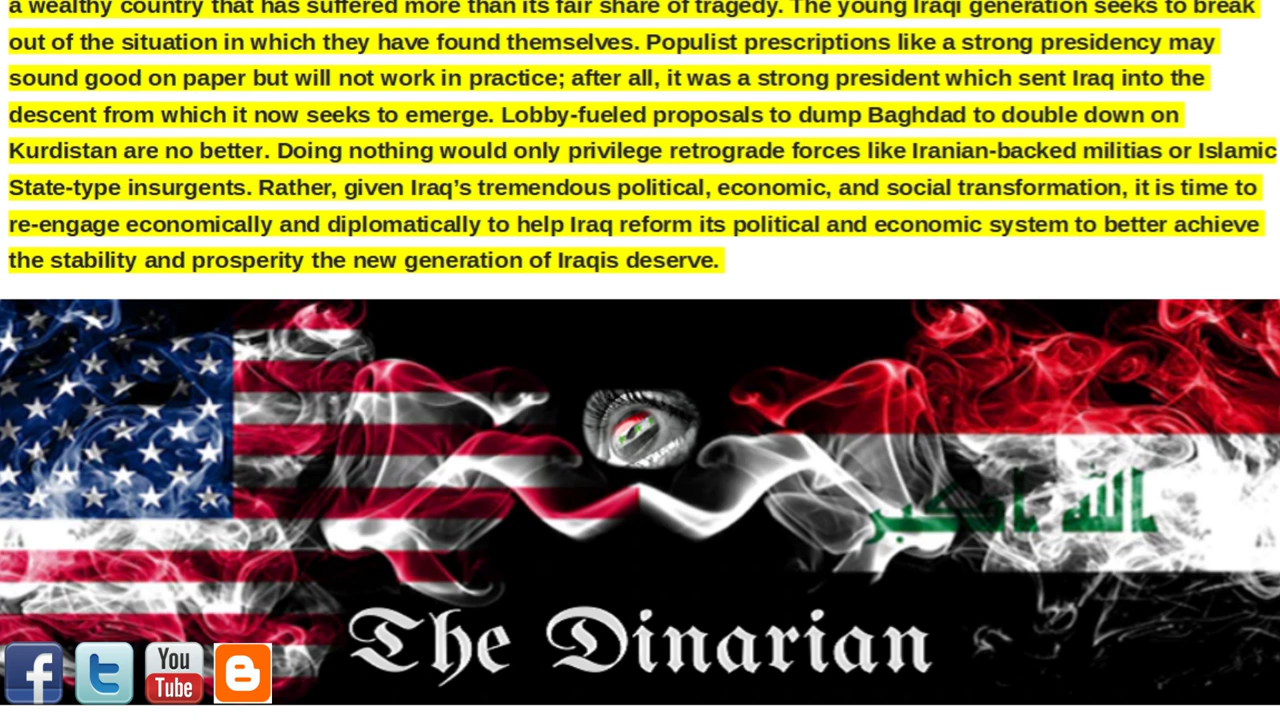 a wealthy country that has suffered more than its fair share of tragedy. The young Iraqi generation seeks to break
out of the situation in which they have found themselves. Populist prescriptions like a strong presidency may
sound good on paper but will not work in practice; after all, it was a strong president which sent Iraq into the
descent from which it now seeks to emerge. Lobby-fueled proposals to dump Baghdad to double down on
Kurdistan are no better. Doing nothing would only privilege retrograde forces like Iranian-backed militias or Islamic
State-type insurgents. Rather, given Iraq’s tremendous political, economic, and social transformation, it is time to
re-engage economically and diplomatically to help Iraq reform its political and economic system to better achieve
the stability and prosperity the new generation of Iraqis deserve.
الله اكبر
The Dinarian
f t You B
Tube